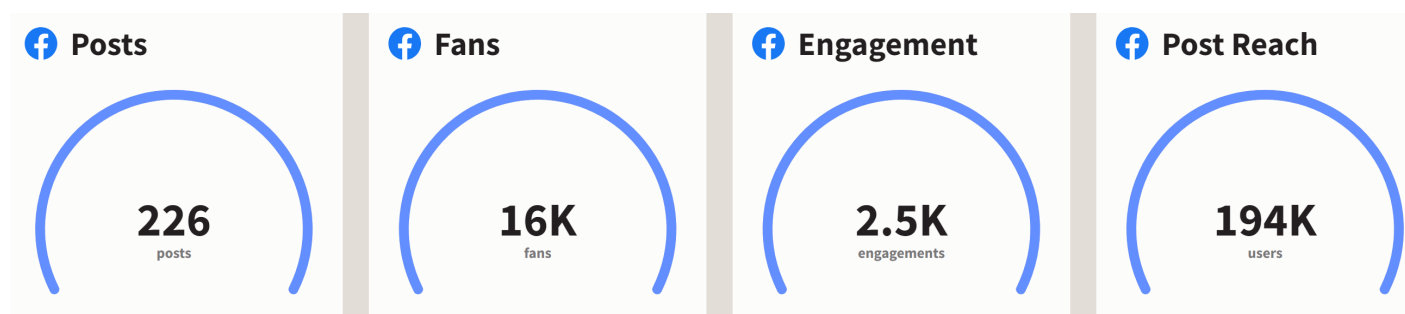 Posts
226
posts
Fans
16K
fans
Engagement
2.5K
engagements
Post Reach
194K
users